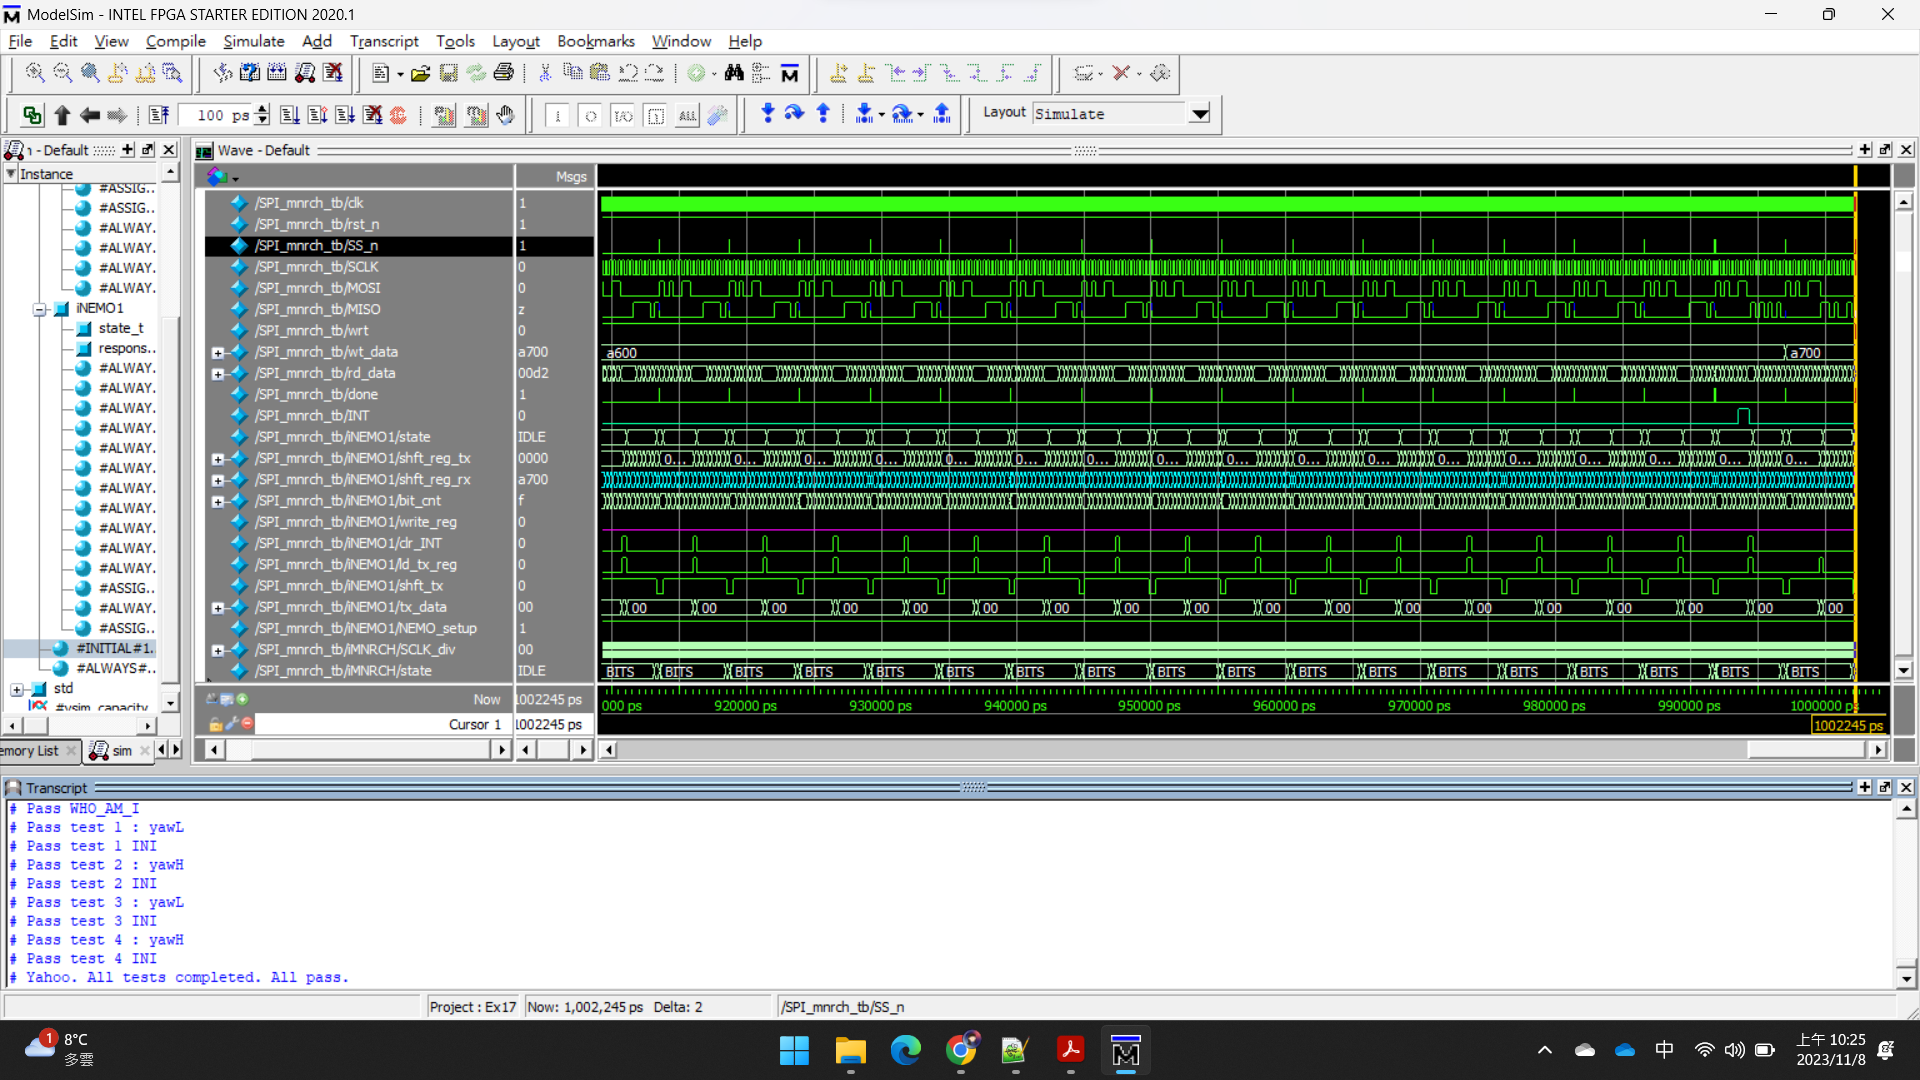 ModelSim - INTEL FPGA STARTER EDITION 2020.1
File Edit View Compile Simulate Add Transcript Tools Layout Bookmarks Window Help
100 ps
Layout Simulate
- Default
Wave - Default
Instance
Msgs
#ASSIG..
#ASSIG..
#ALWAY.
#ALWAY.
#ALWAY.
#ALWAY.
iNEMO1
state_t
respons..
#ALWAY.
#ALWAY.
#ALWAY.
#ALWAY.
#ALWAY.
#ALWAY.
#ALWAY.
#ALWAY.
#ALWAY.
#ALWAY.
#ALWAY.
#ASSIG..
#ALWAY.
#ASSIG..
#INITIAL#1.
#ALWAYS#..
std
#vsim_capacity
emory List
sim
/SPI_mnrch_tb/clk 1
/SPI_mnrch_tb/rst_n 1
/SPI_mnrch_tb/SS_n 1
/SPI_mnrch_tb/SCLK 0
/SPI_mnrch_tb/MOSI 0
/SPI_mnrch_tb/MISO z
/SPI_mnrch_tb/wrt 0
/SPI_mnrch_tb/wt_data a700 a600 a700
/SPI_mnrch_tb/rd_data 00d2
/SPI_mnrch_tb/done 1
/SPI_mnrch_tb/INT 0
/SPI_mnrch_tb/iNEMO1/state IDLE
/SPI_mnrch_tb/iNEMO1/shft_reg_tx 0000 0... 0... 0... 0... 0... 0... 0... 0... 0... 0... 0... 0... 0... 0... 0... 0... 0...
/SPI_mnrch_tb/iNEMO1/shft_reg_rx a700
/SPI_mnrch_tb/iNEMO1/bit_cnt f
/SPI_mnrch_tb/iNEMO1/write_reg 0
/SPI_mnrch_tb/iNEMO1/clr_INT 0
/SPI_mnrch_tb/iNEMO1/ld_tx_reg 0
/SPI_mnrch_tb/iNEMO1/shft_tx 0
/SPI_mnrch_tb/iNEMO1/tx_data 00 00 00 00 00 00 00 00 00 00 00 00 00 00 00 00 00 00 00
/SPI_mnrch_tb/iNEMO1/NEMO_setup 1
/SPI_mnrch_tb/iMNRCH/SCLK_div 00
/SPI_mnrch_tb/iMNRCH/state IDLE BITS BITS BITS BITS BITS BITS BITS BITS BITS BITS BITS BITS BITS BITS BITS BITS BITS BITS
Now 1002245 ps 000 ps 920000 ps 930000 ps 940000 ps 950000 ps 960000 ps 970000 ps 980000 ps 990000 ps 1000000 ps
Cursor 1 1002245 ps 1002245 ps
Transcript
# Pass WHO_AM_I
# Pass test 1 : yawL
# Pass test 1 INI
# Pass test 2 : yawH
# Pass test 2 INI
# Pass test 3 : yawL
# Pass test 3 INI
# Pass test 4 : yawH
# Pass test 4 INI
# Yahoo. All tests completed. All pass.
Project : Ex17 Now: 1,002,245 ps Delta: 2 /SPI_mnrch_tb/SS_n
1
8°C
多雲
中
上午 10:25
2023/11/8